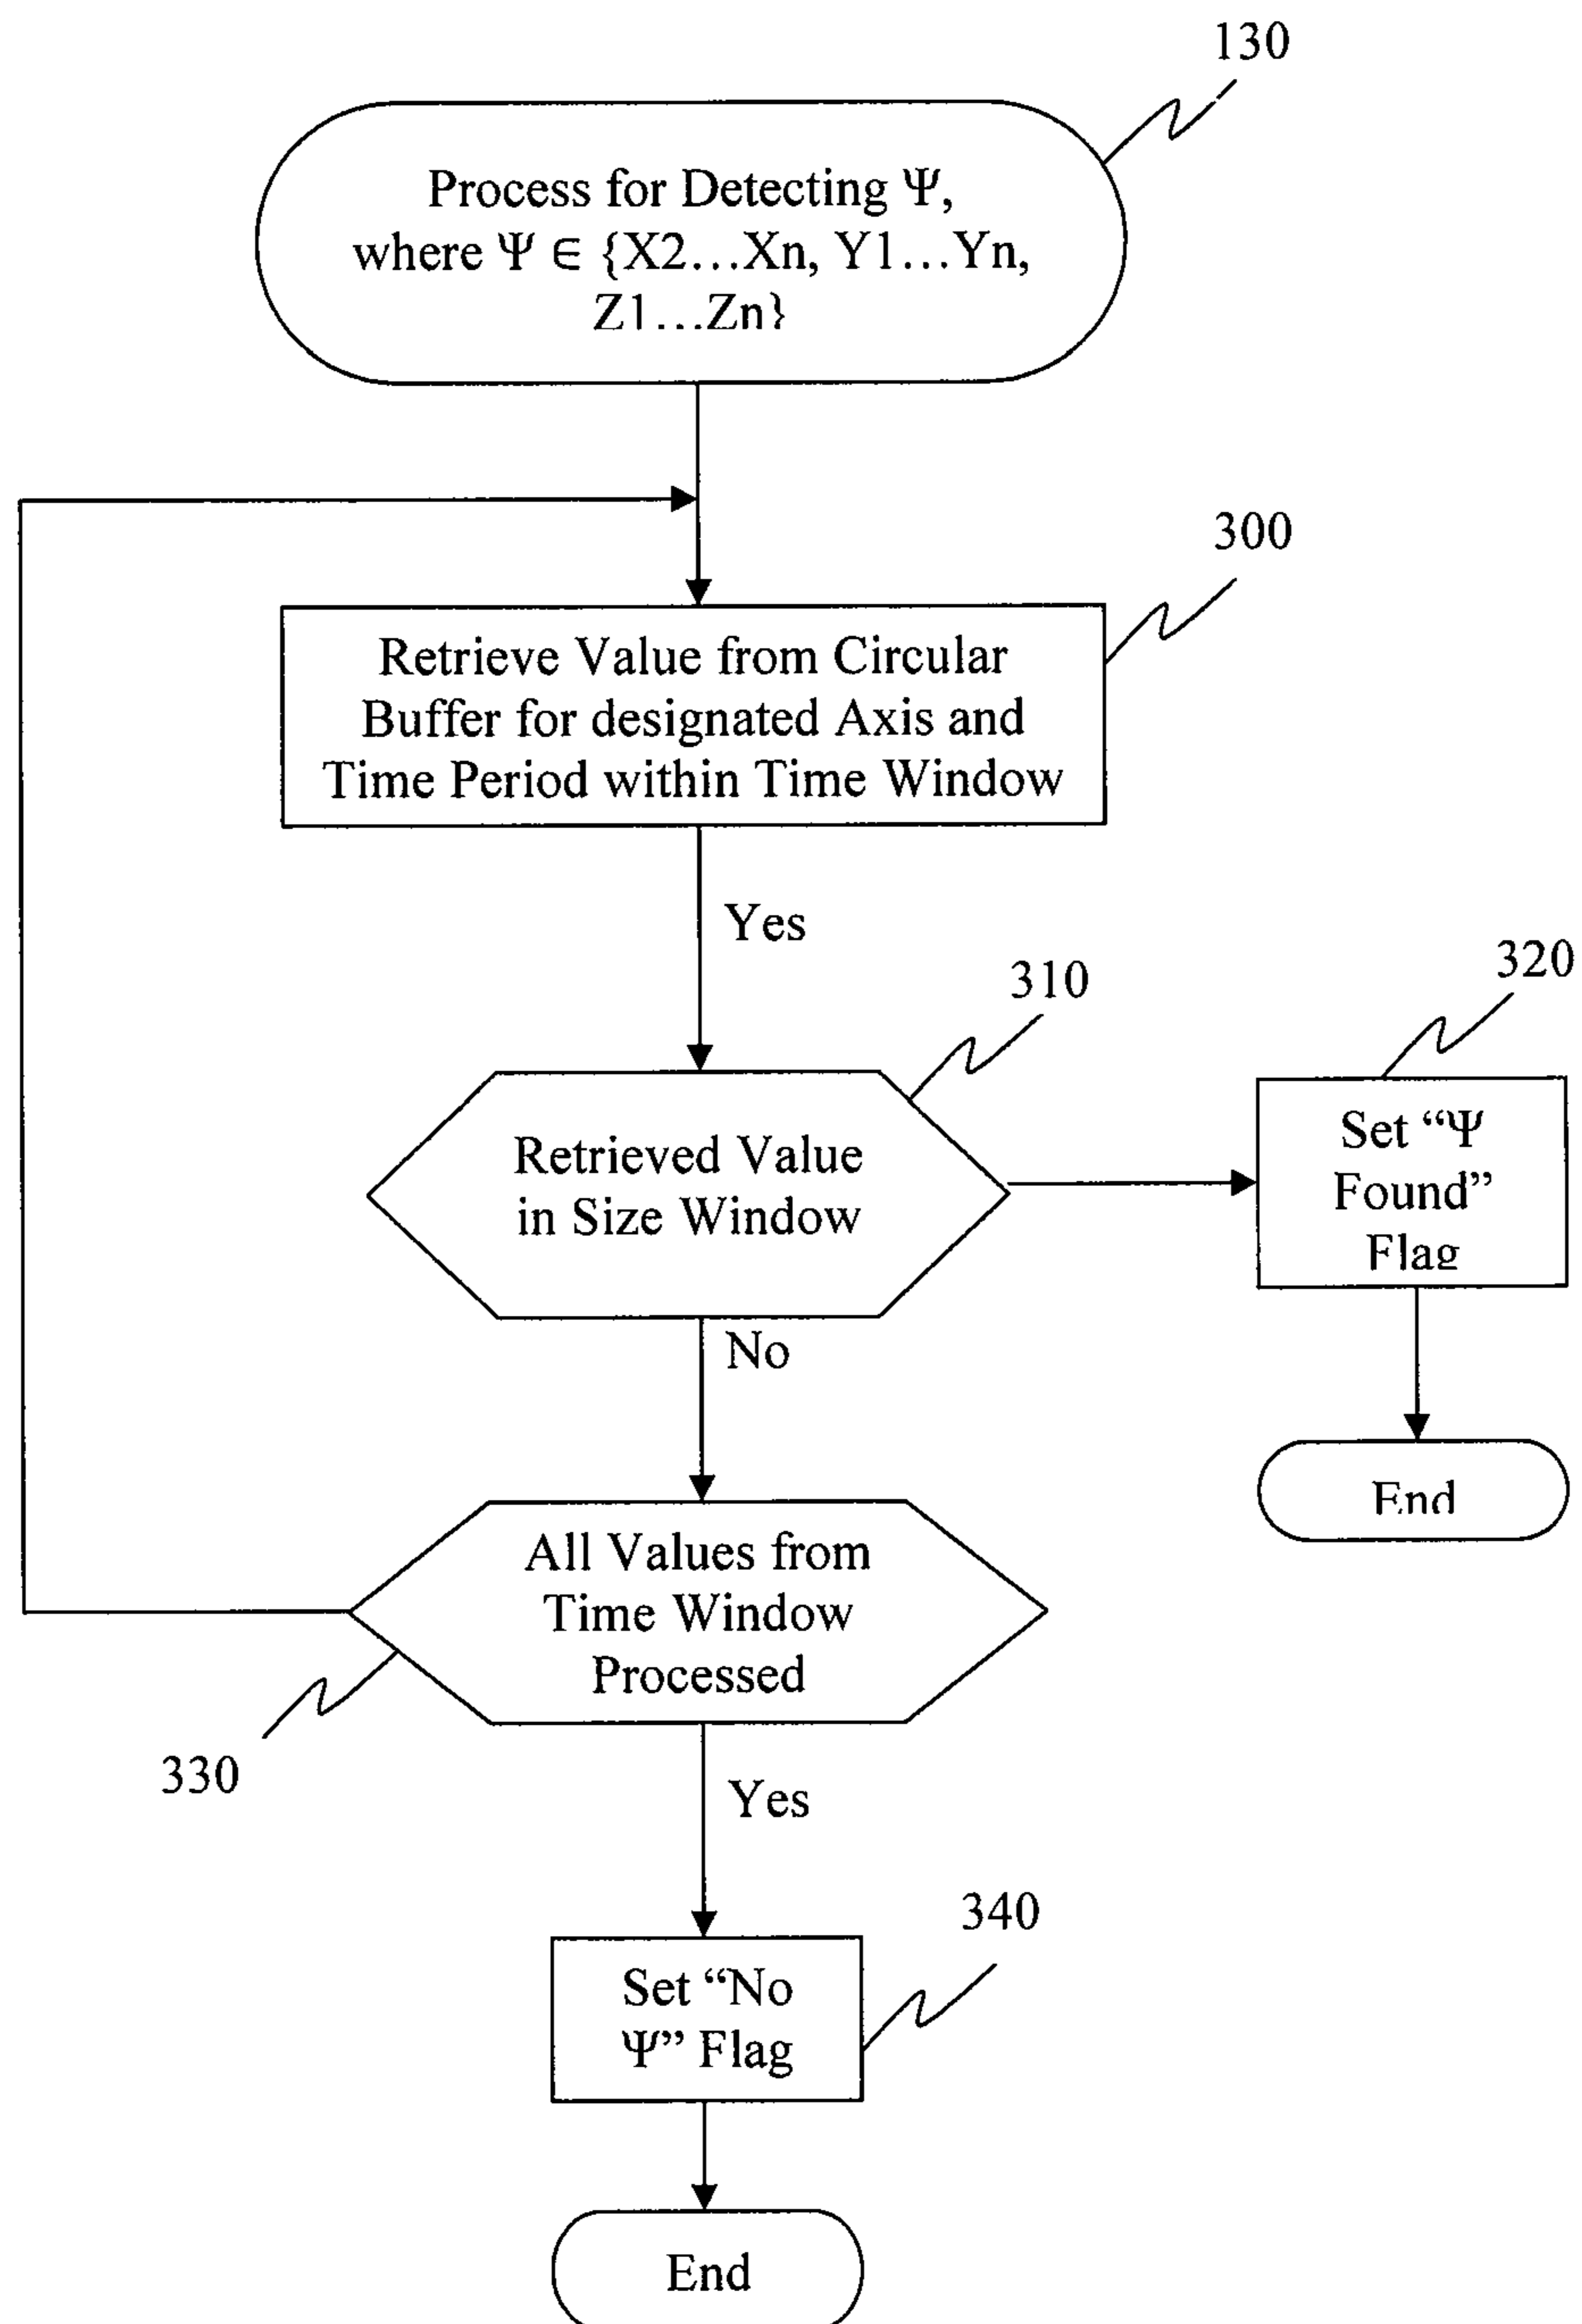 130
Process for Detecting Ψ,
where Ψ ∈ {X2…Xn, Y1…Yn,
Z1…Zn}
300
Retrieve Value from Circular
Buffer for designated Axis and
Time Period within Time Window
Yes
310
320
Retrieved Value
in Size Window
Set “Ψ
Found”
Flag
No
End
All Values from
Time Window
Processed
330
Yes
340
Set “No
Ψ” Flag
End